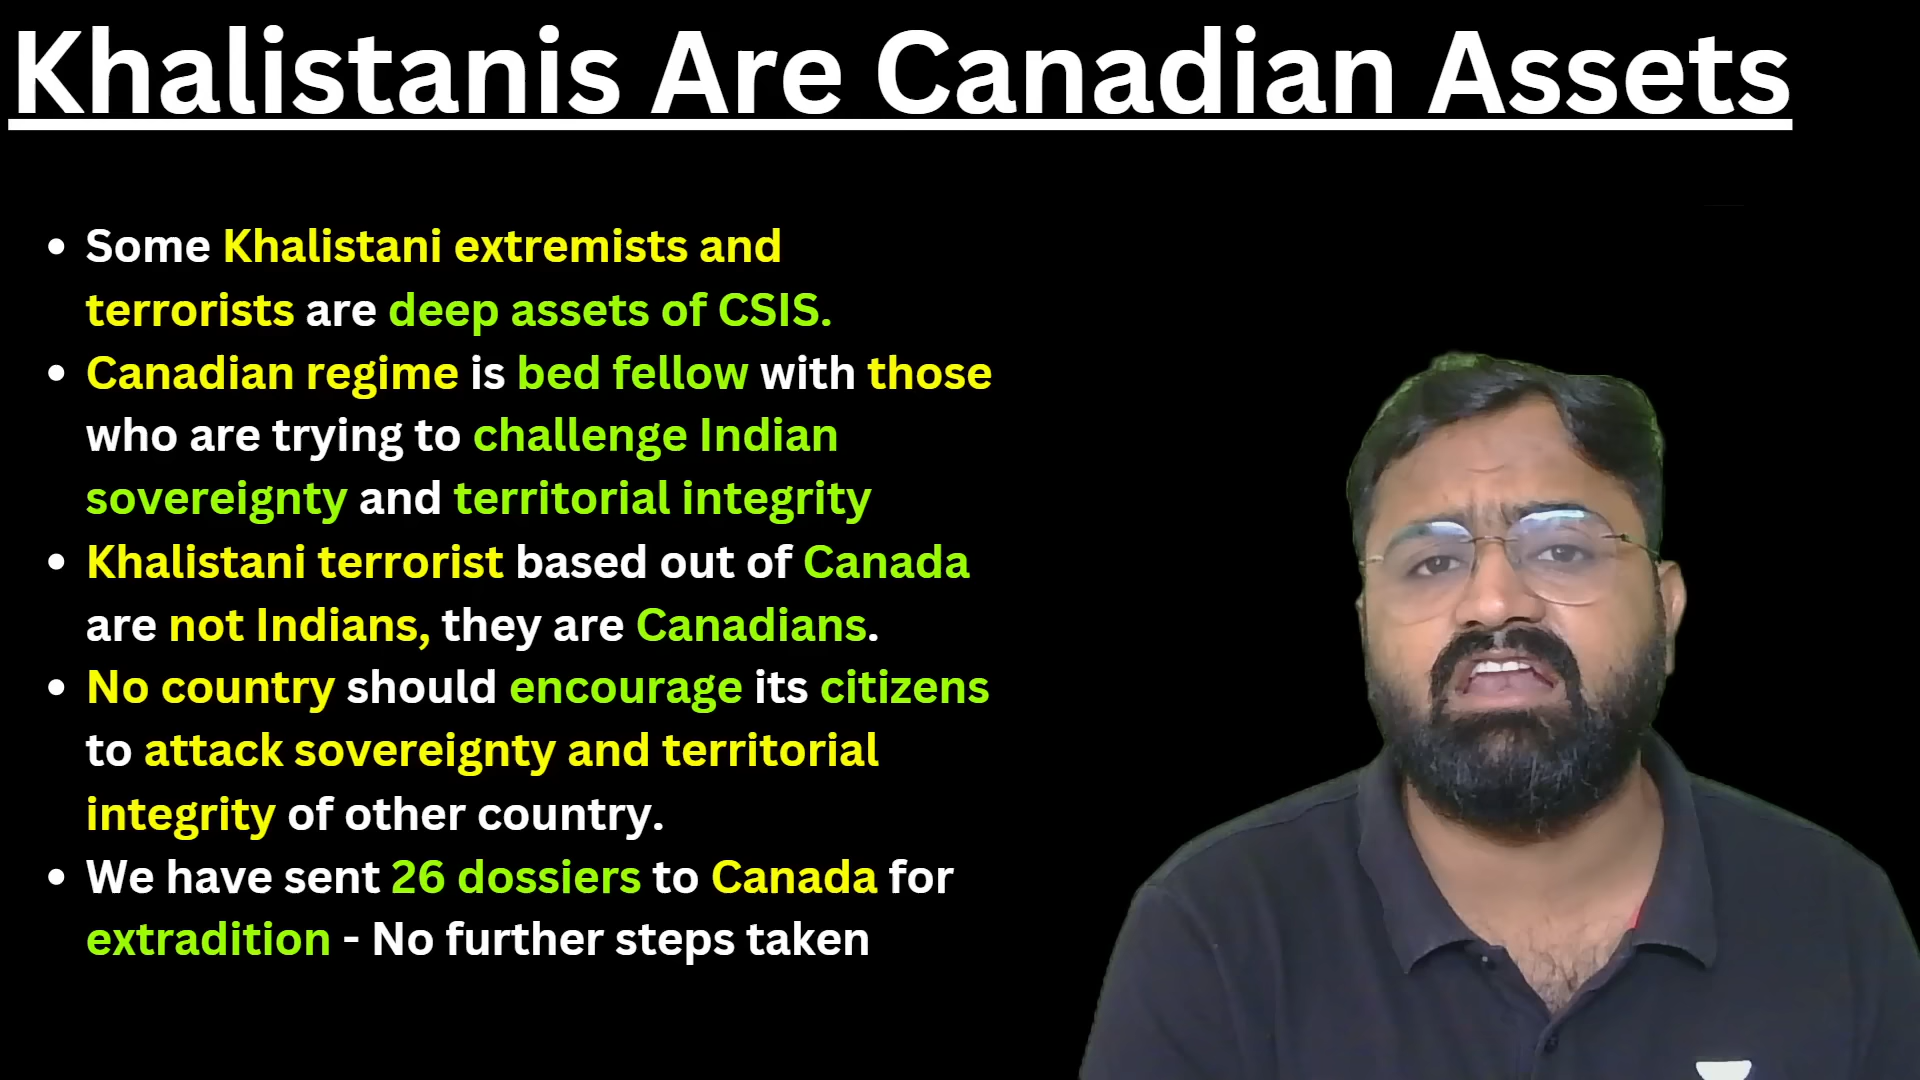 Khalistanis Are Canadian Assets
• Some Khalistani extremists and
terrorists are deep assets of CSIS.
• Canadian regime is bed fellow with those
who are trying to challenge Indian
sovereignty and territorial integrity
• Khalistani terrorist based out of Canada
are not Indians, they are Canadians.
• No country should encourage its citizens
to attack sovereignty and territorial
integrity of other country.
• We have sent 26 dossiers to Canada for
extradition - No further steps taken